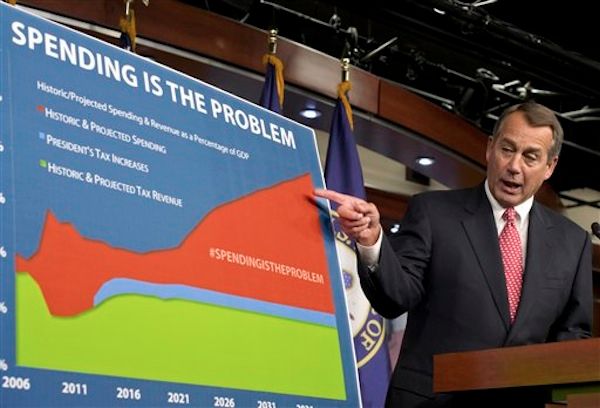 SPENDING IS THE PROBLEM
Historic/Projected Spending & Revenue as a Percentage of GDP
HISTORIC & PROJECTED SPENDING
PRESIDENT'S TAX INCREASES
HISTORIC & PROJECTED TAX REVENUE
#SPENDINGISTHEPROBLEM
2006 2011 2016 2021 2026 2031